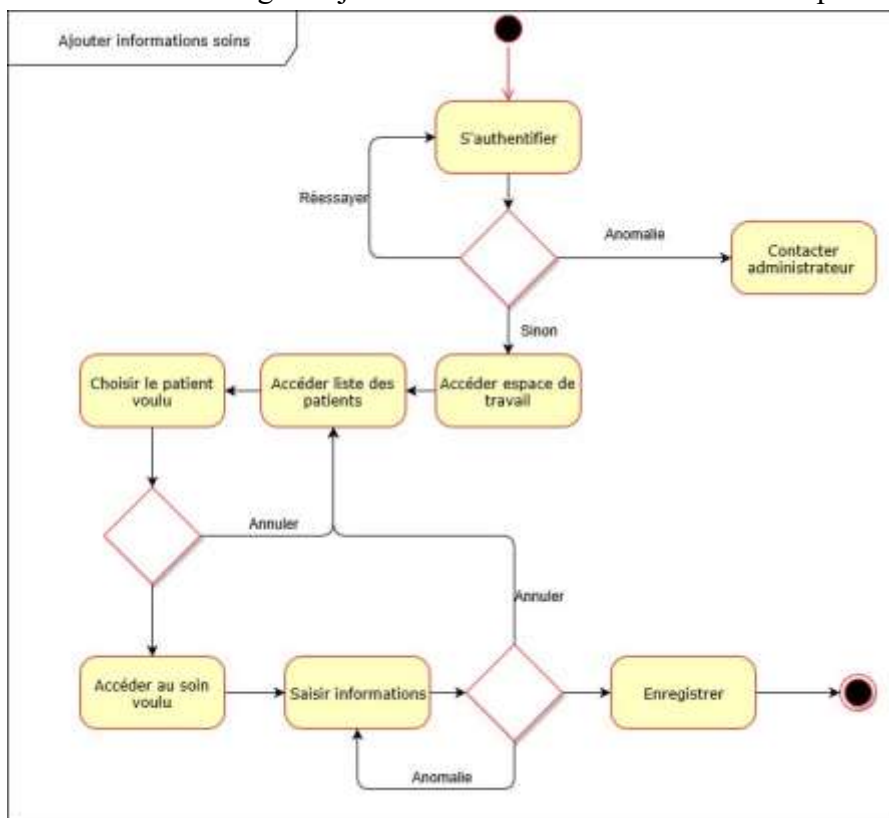 Ajouter informations soins
S'authentifier
Réessayer
Anomalie
Contacter
administrateur
Sinon
Choisir le patient
voulu
Accéder liste des
patients
Accéder espace de
travail
Annuler
Annuler
Accéder au soin
voulu
Saisir informations
Enregistrer
Anomalie